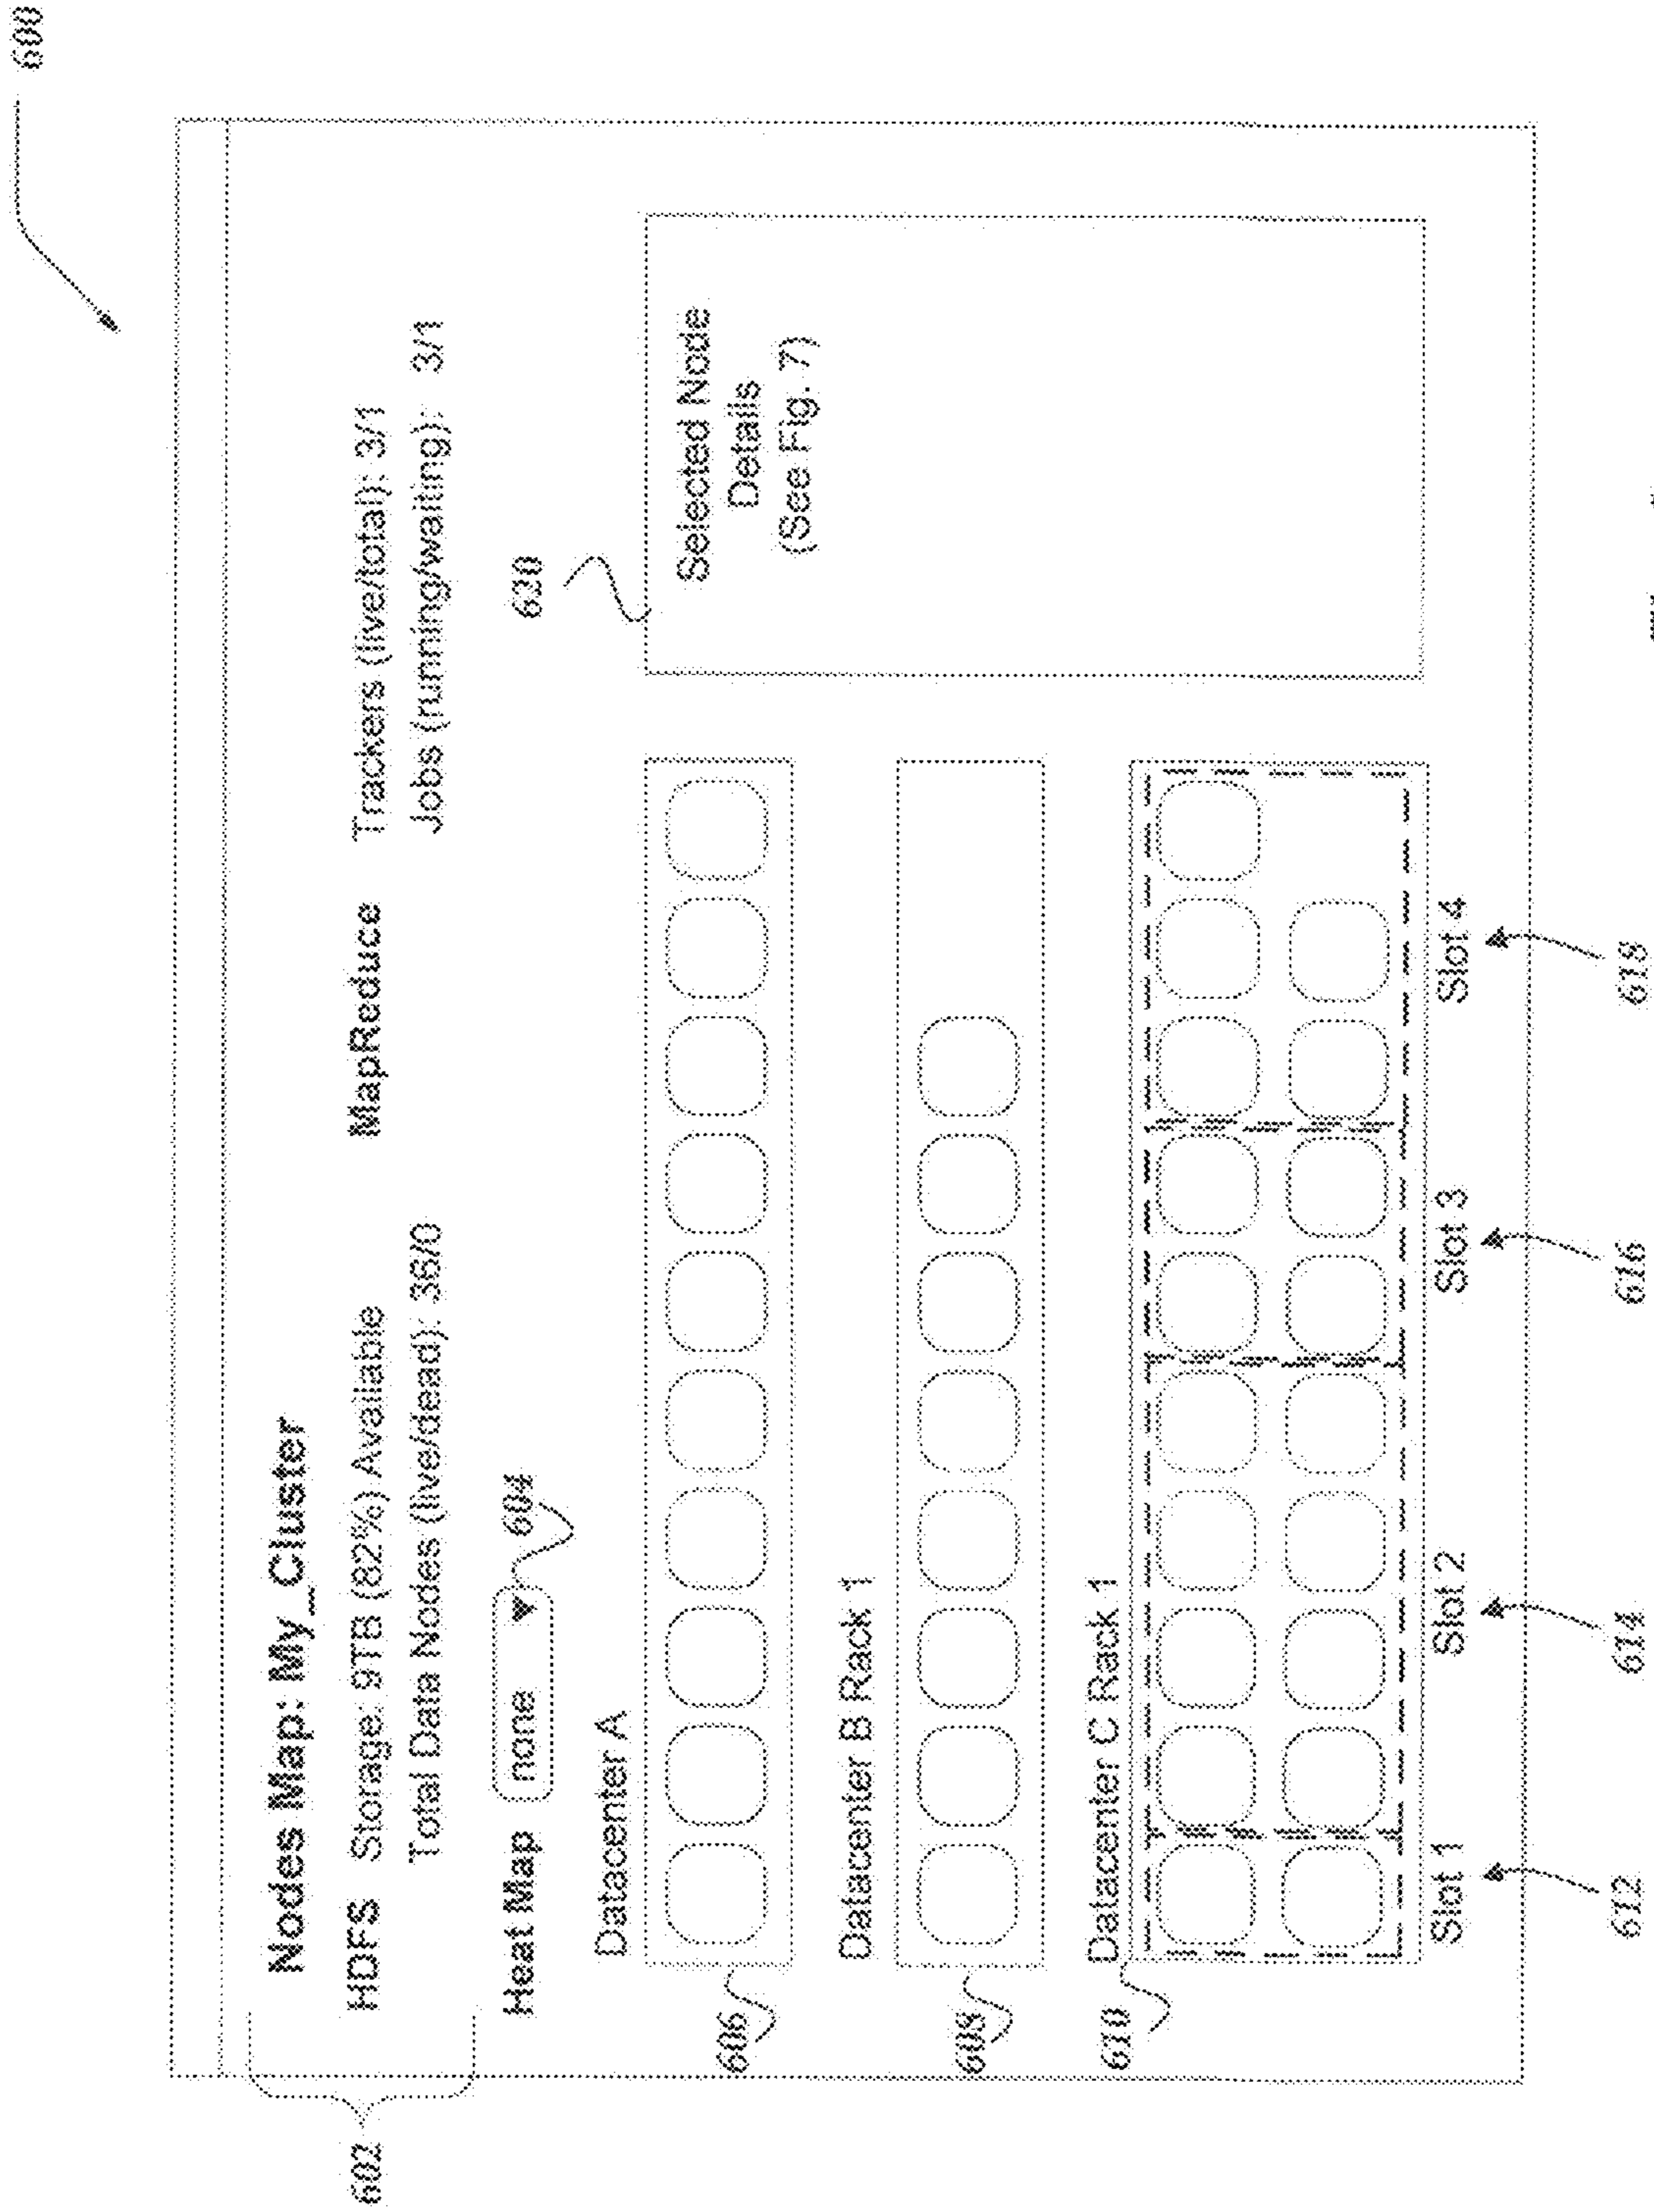 600
Nodes Map: My_Cluster
602
HDFS Storage: 9TB (82%) Available MapReduce Trackers (live/total): 3/1
Total Data Nodes (live/dead): 36/0 Jobs (running/waiting): 3/1
Heat Map none 604
620
Datacenter A
Selected Node
Details
(See Fig. 7)
606
Datacenter B Rack 1
608
Datacenter C Rack 1
610
Slot 1 Slot 2 Slot 3 Slot 4
612 614 616 618